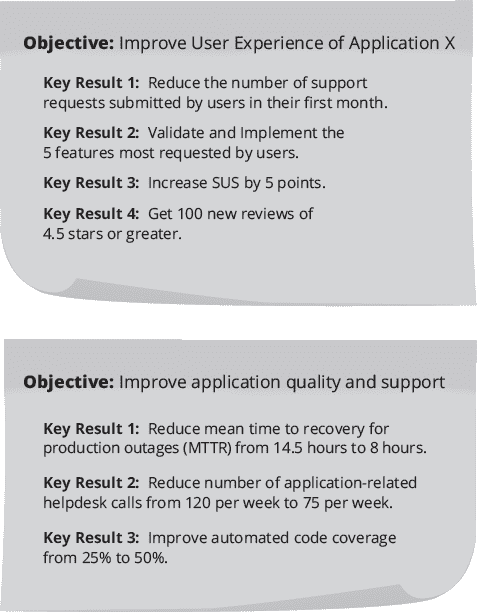 Objective: Improve User Experience of Application X
Key Result 1: Reduce the number of support
requests submitted by users in their first month.
Key Result 2: Validate and Implement the
5 features most requested by users.
Key Result 3: Increase SUS by 5 points.
Key Result 4: Get 100 new reviews of
4.5 stars or greater.
Objective: Improve application quality and support
Key Result 1: Reduce mean time to recovery for
production outages (MTTR) from 14.5 hours to 8 hours.
Key Result 2: Reduce number of application-related
helpdesk calls from 120 per week to 75 per week.
Key Result 3: Improve automated code coverage
from 25% to 50%.